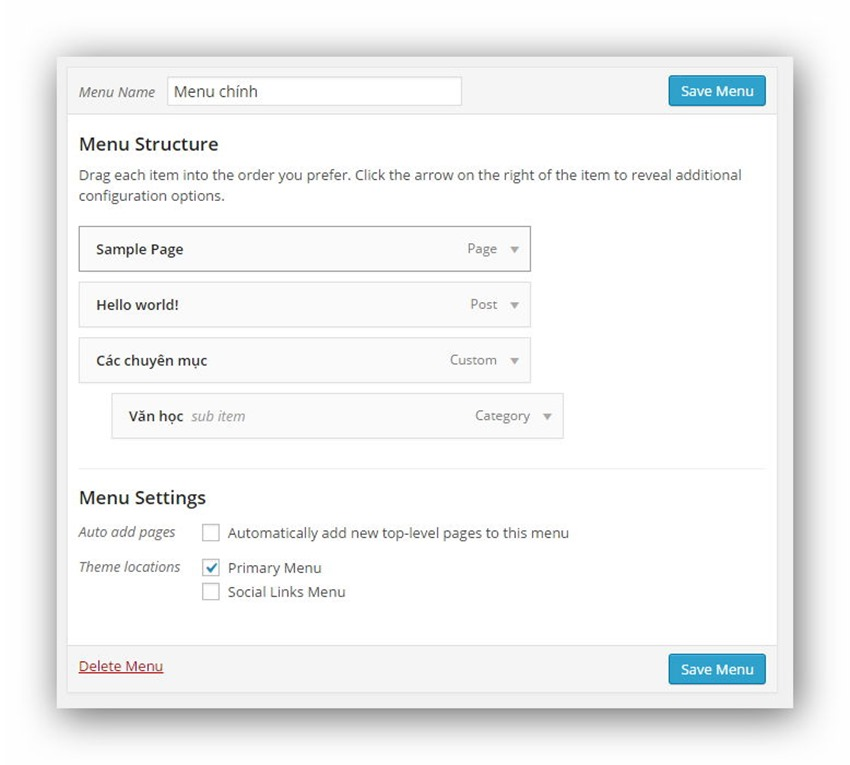 Menu Name Menu chính Save Menu
Menu Structure
Drag each item into the order you prefer. Click the arrow on the right of the item to reveal additional
configuration options.
Sample Page Page
Hello world! Post
Các chuyên mục Custom
Văn học sub item Category
Menu Settings
Auto add pages Automatically add new top-level pages to this menu
Theme locations Primary Menu
Social Links Menu
Delete Menu Save Menu